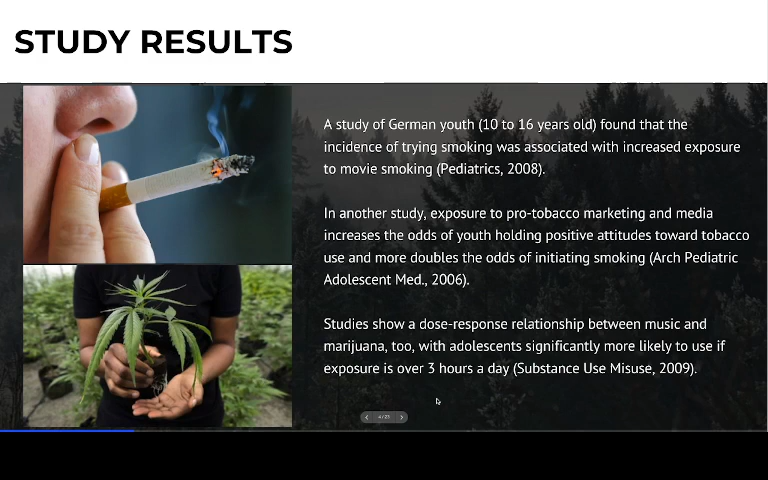 STUDY RESULTS
A study of German youth (10 to 16 years old) found that the
incidence of trying smoking was associated with increased exposure
to movie smoking (Pediatrics, 2008).
In another study, exposure to pro-tobacco marketing and media
increases the odds of youth holding positive attitudes toward tobacco
use and more doubles the odds of initiating smoking (Arch Pediatric
Adolescent Med., 2006).
Studies show a dose-response relationship between music and
marijuana, too, with adolescents significantly more likely to use if
exposure is over 3 hours a day (Substance Use Misuse, 2009).
4 / 23